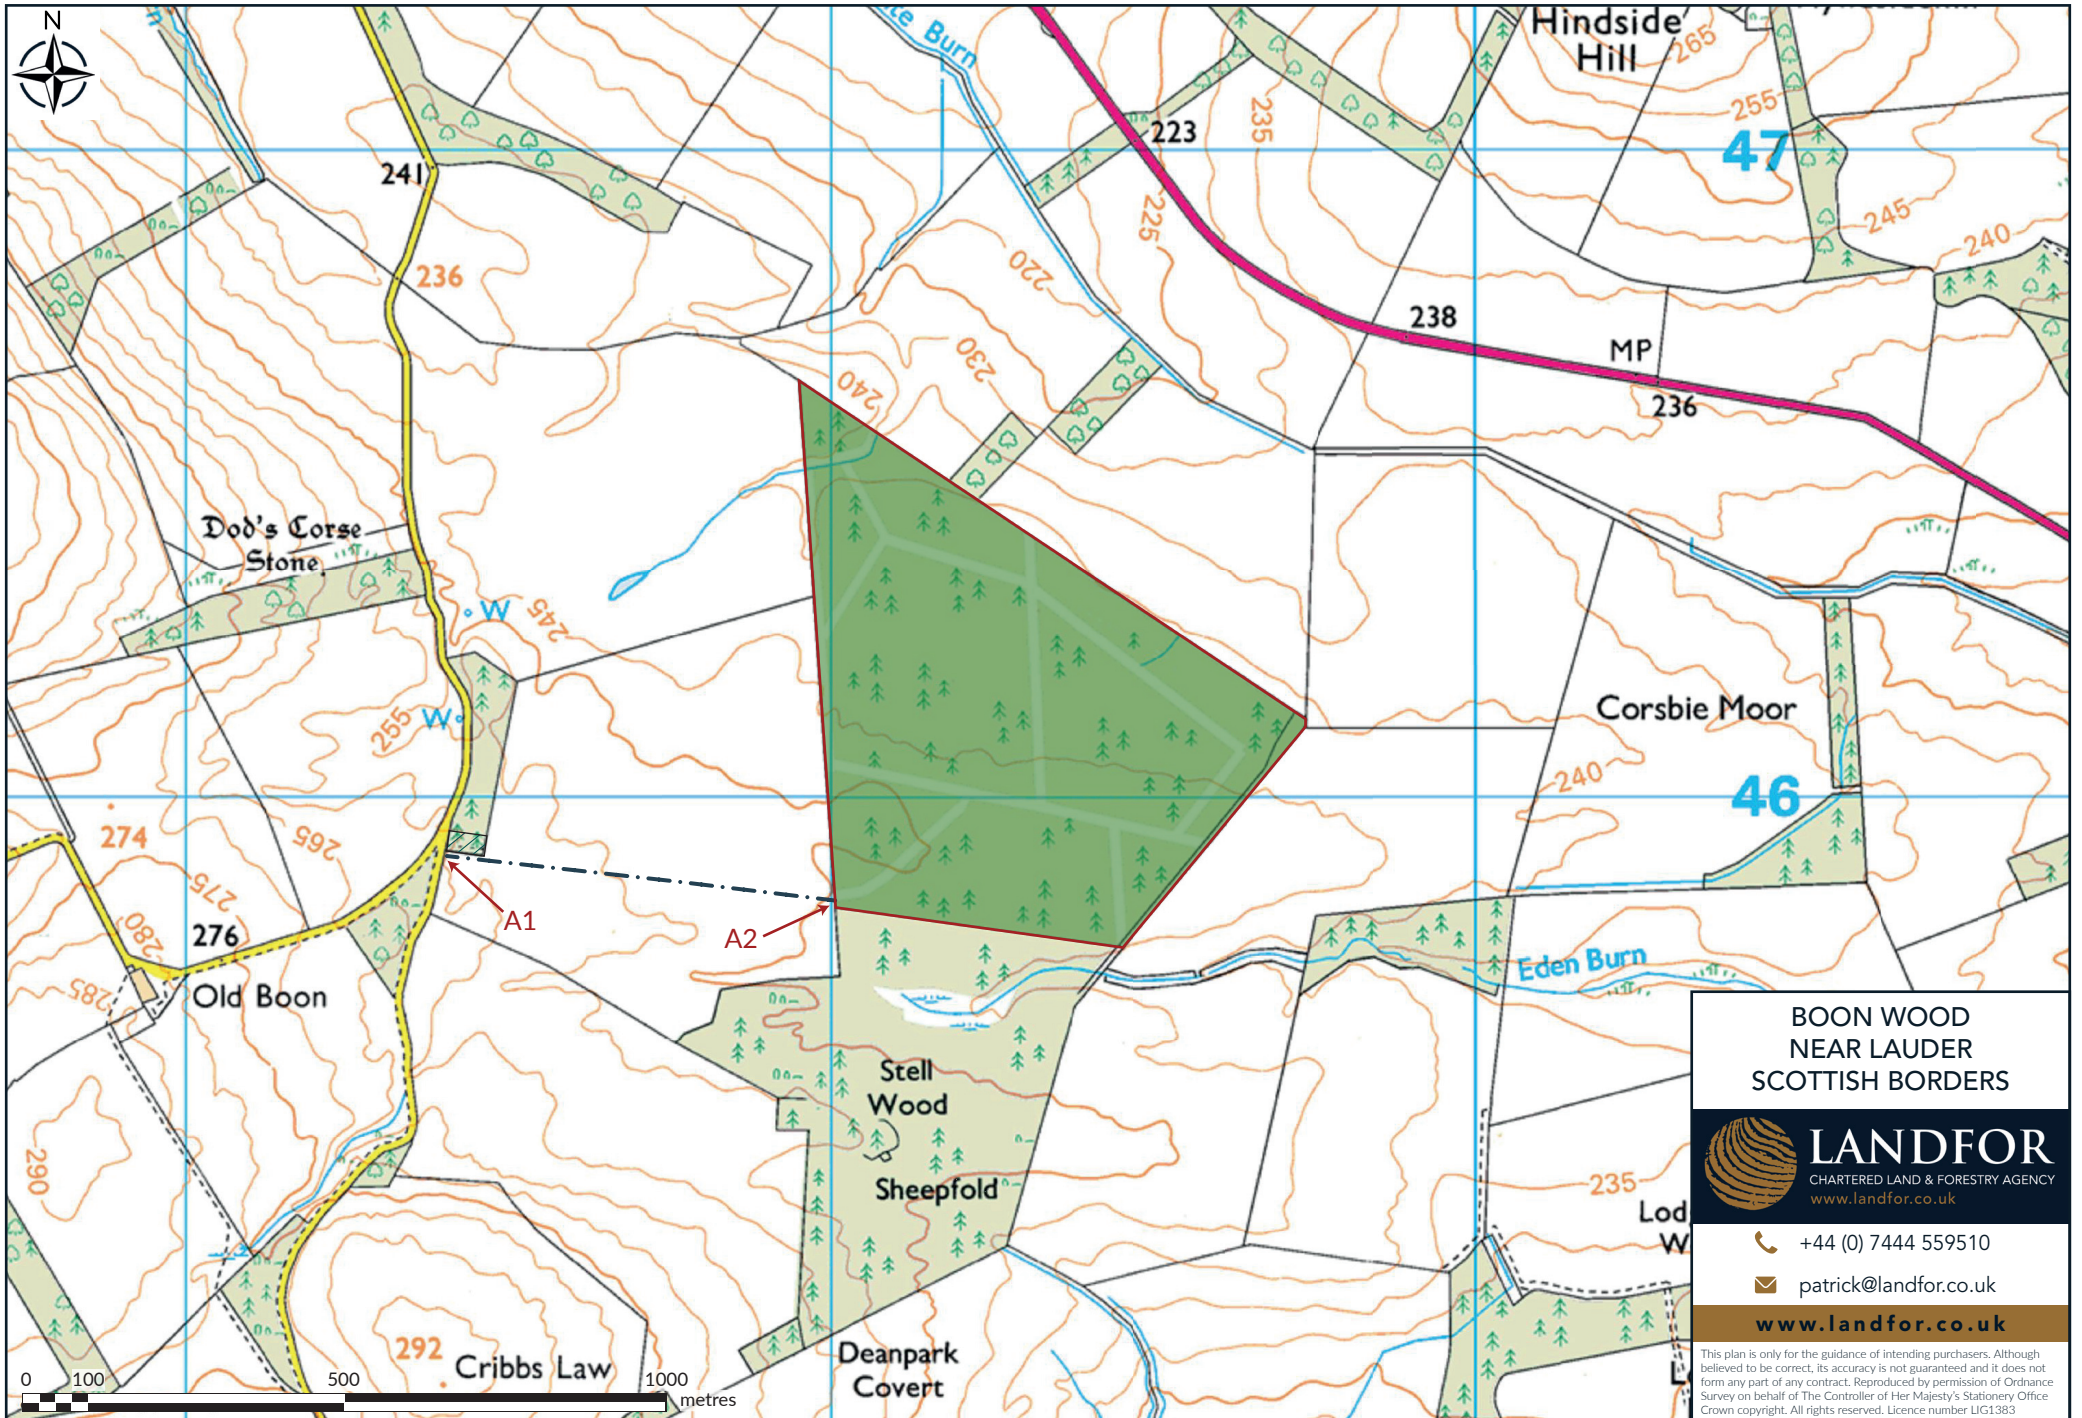 N
Burn
Hindside
Hill
265
255
47
223
235
241
225
245
240
236
220
238
MP
230
240
236
Dod's Corse
Stone
W
245
W
255
Corsbie Moor
240
46
274
265
275
A1
280
276
A2
Eden Burn
285
Old Boon
Stell
Wood
290
Sheepfold
235
292
Cribbs Law
Deanpark
Covert
0 100 500 1000
metres
BOON WOOD
NEAR LAUDER
SCOTTISH BORDERS
LANDFOR
CHARTERED LAND & FORESTRY AGENCY
www.landfor.co.uk
+44 (0) 7444 559510
patrick@landfor.co.uk
www.landfor.co.uk
This plan is only for the guidance of intending purchasers. Although
believed to be correct, its accuracy is not guaranteed and it does not
form any part of any contract. Reproduced by permission of Ordnance
Survey on behalf of The Controller of Her Majesty's Stationery Office
Crown copyright. All rights reserved. Licence number LIG1383